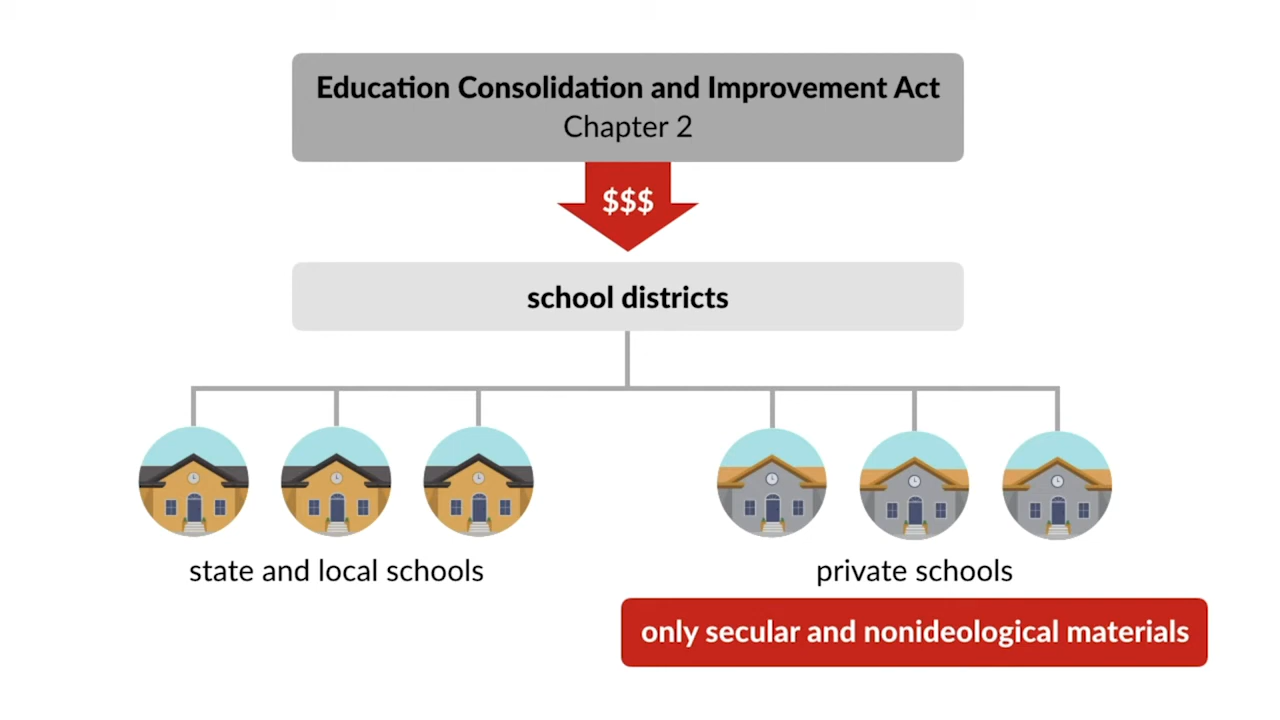 Education Consolidation and Improvement Act
Chapter 2
$$$
school districts
state and local schools
private schools
only secular and nonideological materials